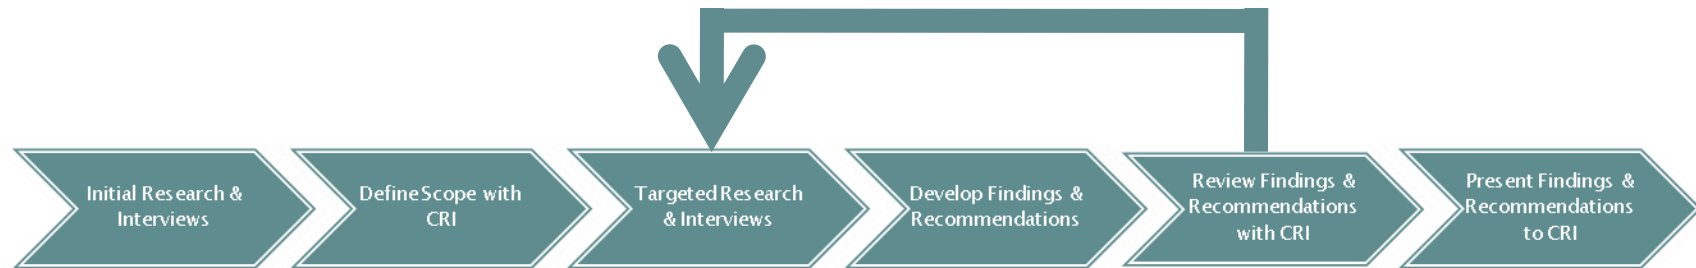 Initial Research &
Interviews
Define Scope with
CRI
Targeted Research
& Interviews
Develop Findings &
Recommendations
Review Findings &
Recommendations
with CRI
Present Findings &
Recommendations
to CRI